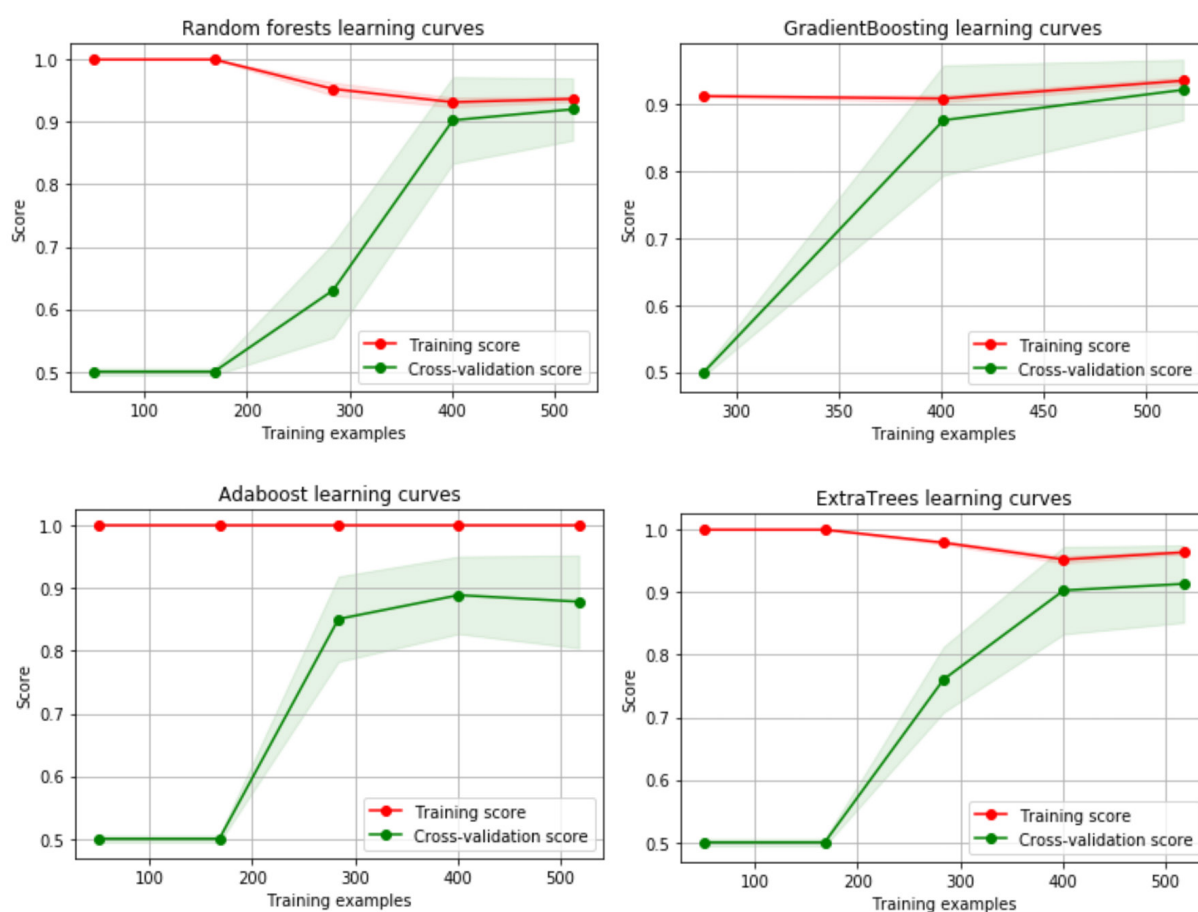 Random forests learning curves
1.0
0.9
0.8
0.7
0.6
0.5
Score
Training score
Cross-validation score
100 200 300 400 500
Training examples
GradientBoosting learning curves
0.9
0.8
0.7
0.6
0.5
Score
Training score
Cross-validation score
300 350 400 450 500
Training examples
Adaboost learning curves
1.0
0.9
0.8
0.7
0.6
0.5
Score
Training score
Cross-validation score
100 200 300 400 500
Training examples
ExtraTrees learning curves
1.0
0.9
0.8
0.7
0.6
0.5
Score
Training score
Cross-validation score
100 200 300 400 500
Training examples